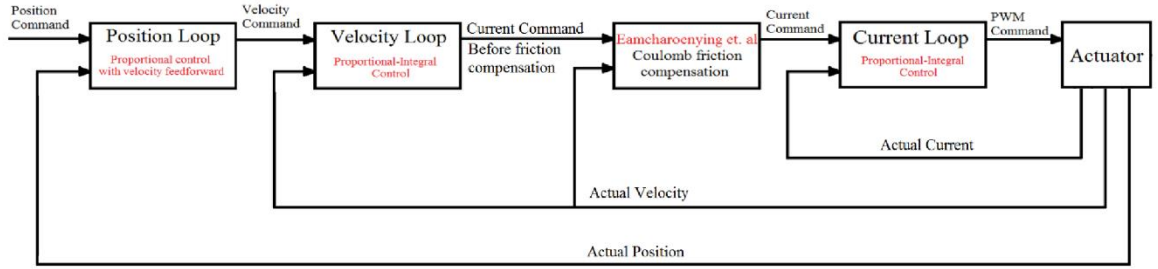 Position
Command
Position Loop
Proportional control
with velocity feedforward
Velocity
Command
Velocity Loop
Proportional-Integral
Control
Current Command
Before friction
compensation
Eamcharoenying et. al
Coulomb friction
compensation
Current
Command
Current Loop
Proportional-Integral
Control
PWM
Command
Actuator
Actual Current
Actual Velocity
Actual Position